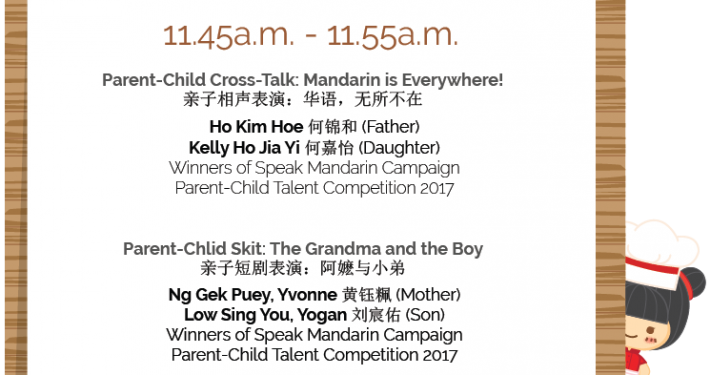 11.45a.m. - 11.55a.m.
Parent-Child Cross-Talk: Mandarin is Everywhere!
亲子相声表演：华语，无所不在
Ho Kim Hoe 何锦和 (Father)
Kelly Ho Jia Yi 何嘉怡 (Daughter)
Winners of Speak Mandarin Campaign
Parent-Child Talent Competition 2017
Parent-Chlid Skit: The Grandma and the Boy
亲子短剧表演：阿嬷与小弟
Ng Gek Puey, Yvonne 黄钰珮 (Mother)
Low Sing You, Yogan 刘宸佑 (Son)
Winners of Speak Mandarin Campaign
Parent-Child Talent Competition 2017